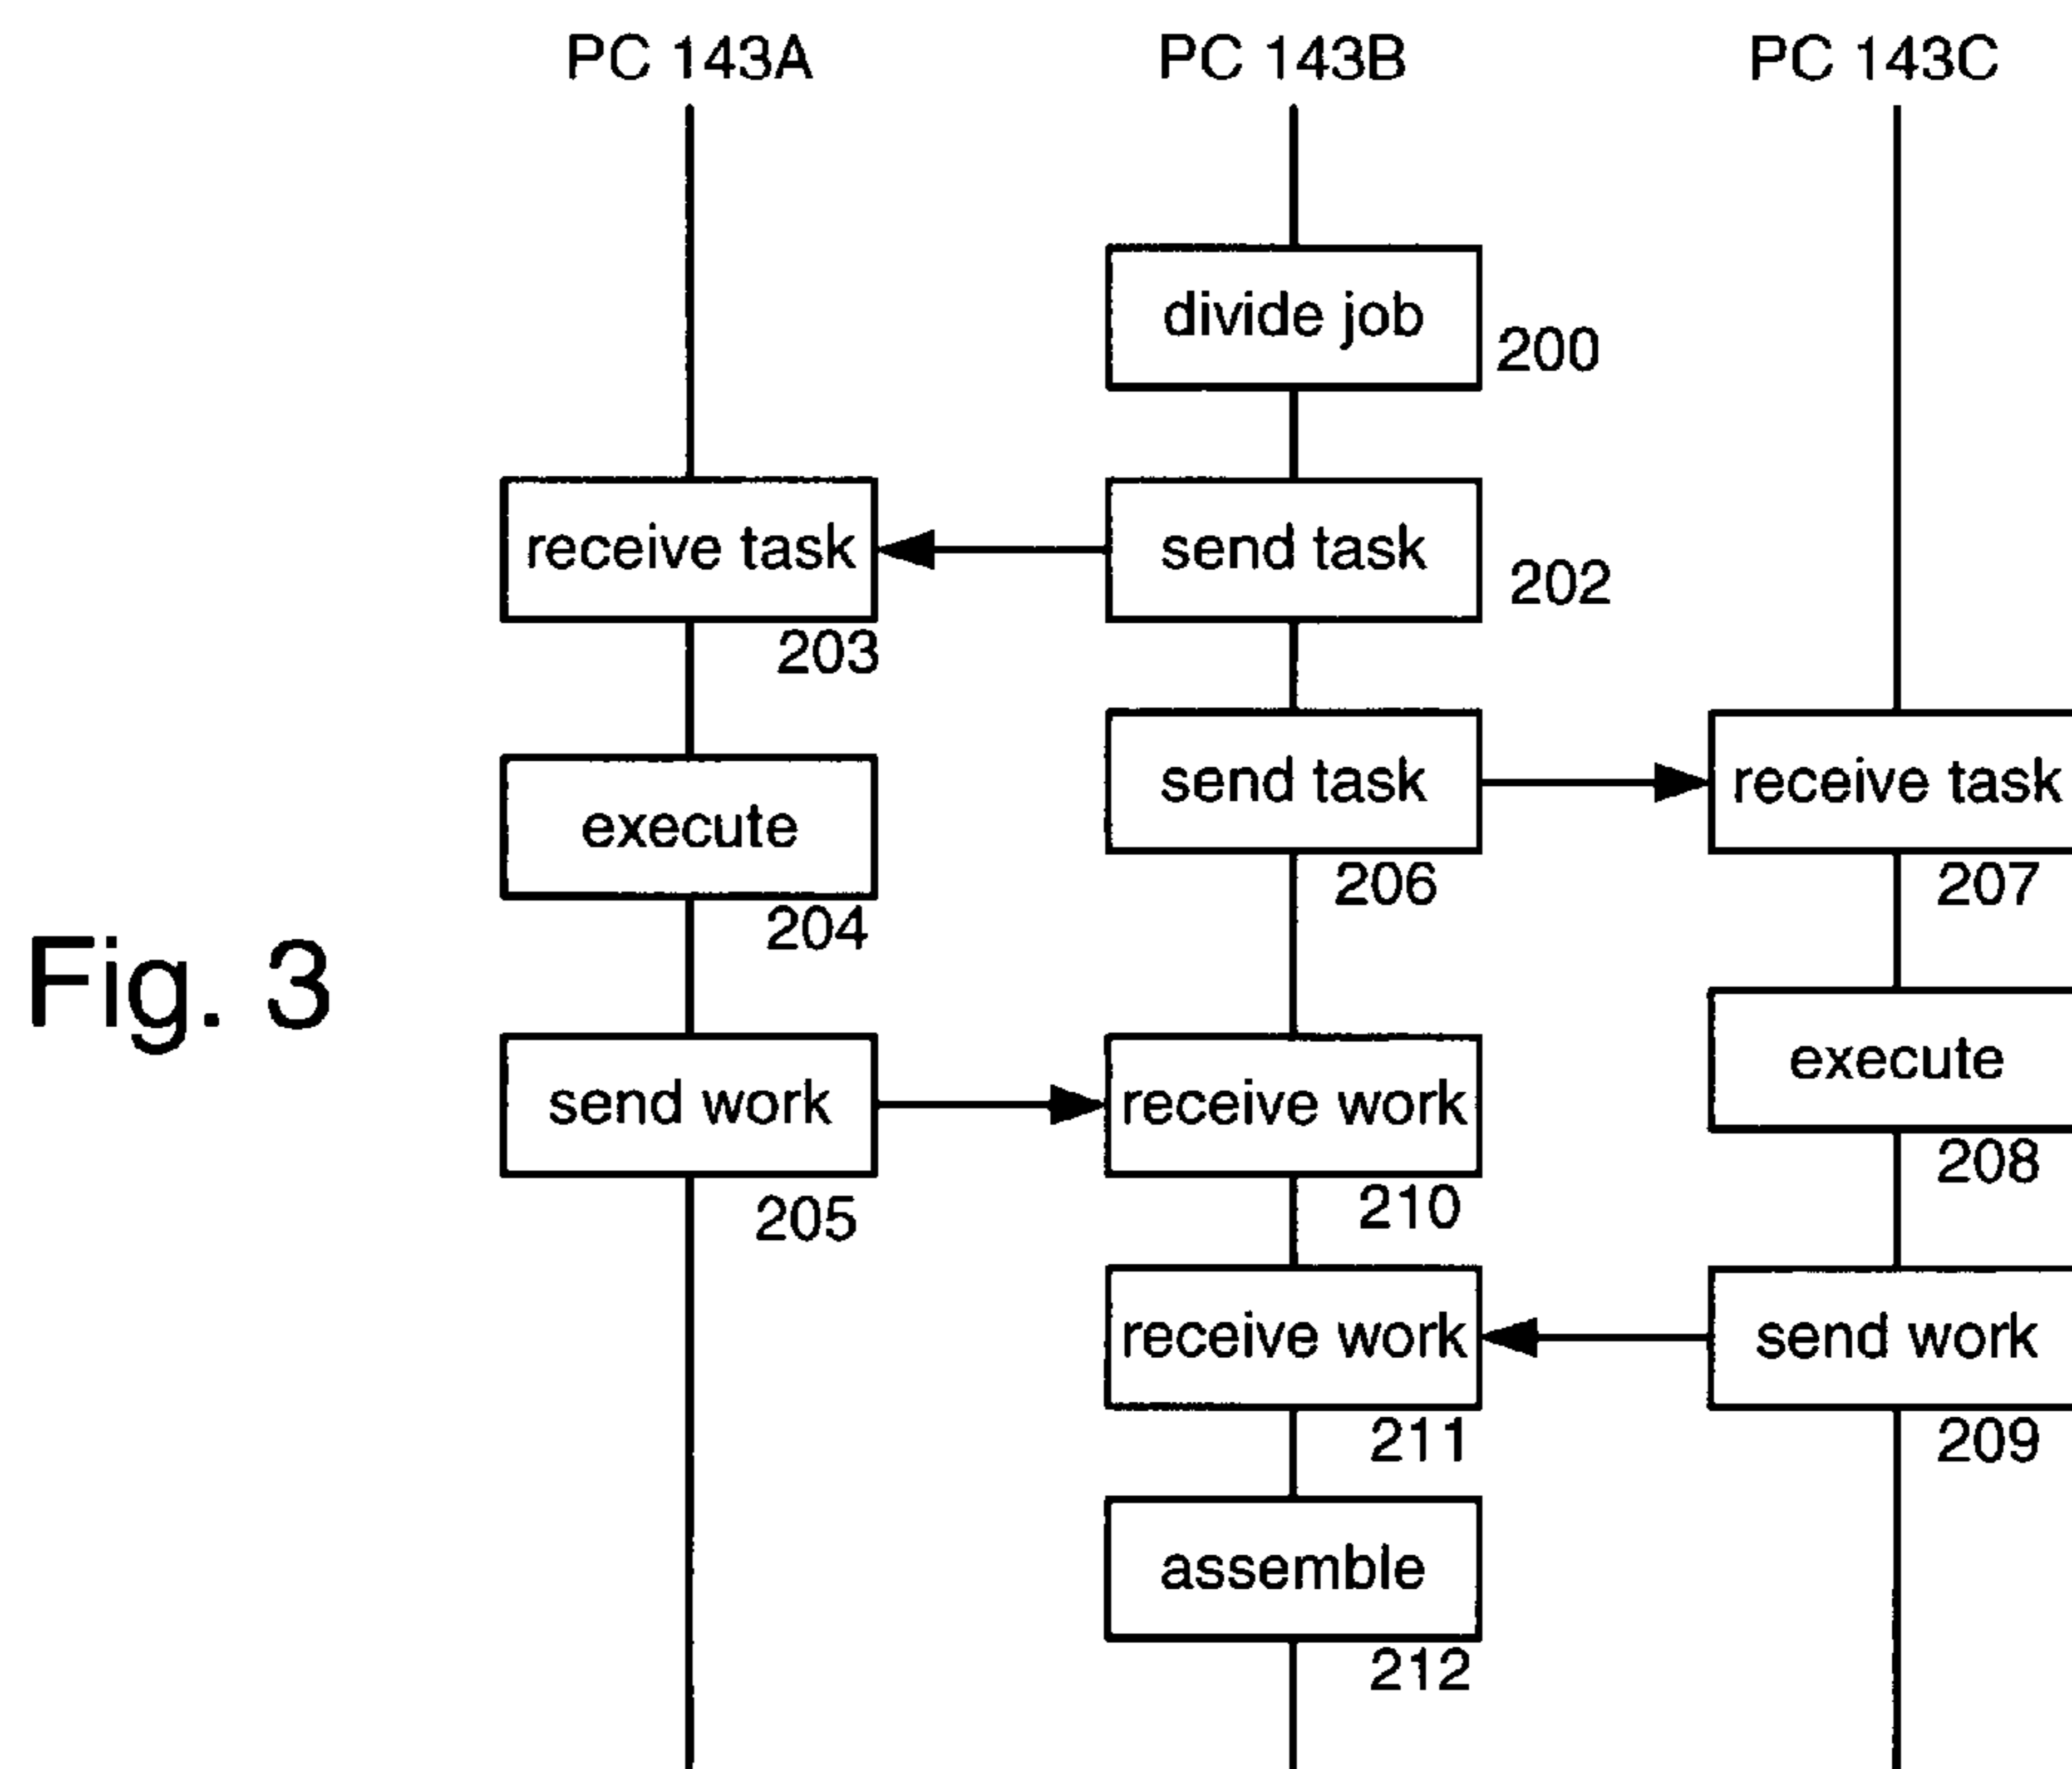 PC 143A PC 143B PC 143C
divide job
200
receive task send task
202
203
send task receive task
execute
206 207
204
Fig. 3
execute
send work receive work
208
205 210
receive work send work
211 209
assemble
212